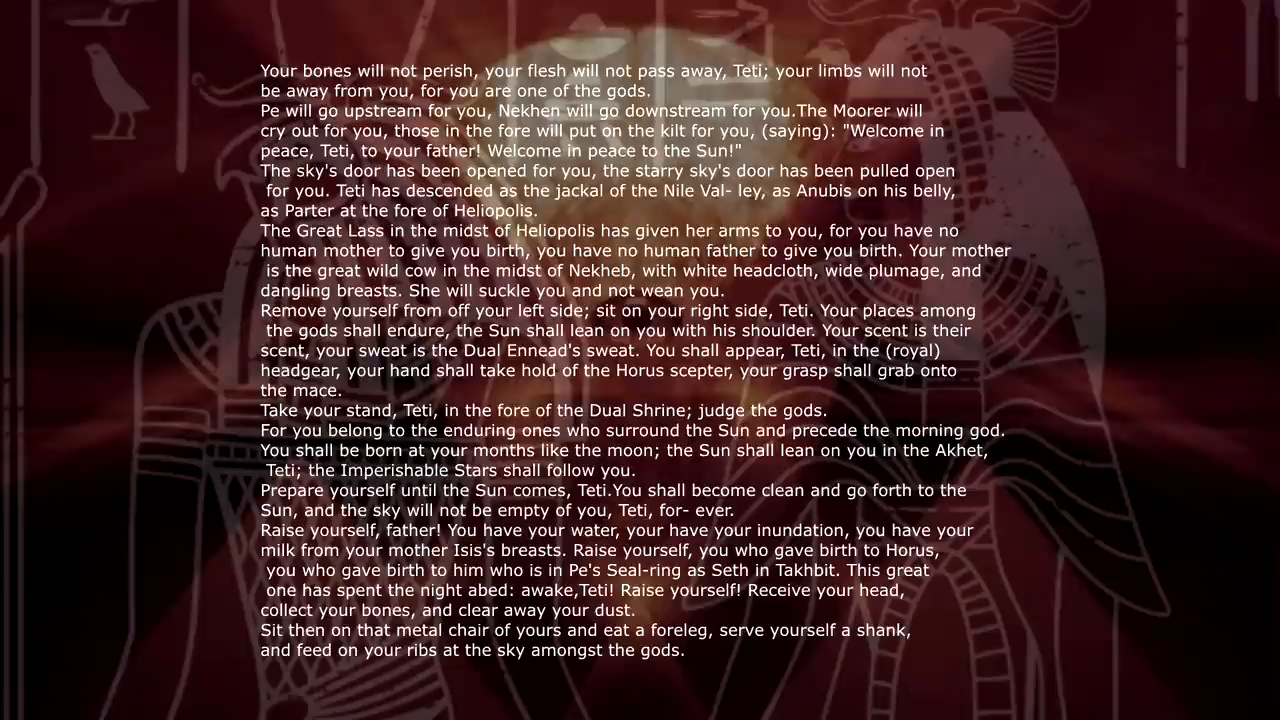 Your bones will not perish, your flesh will not pass away, Teti; your limbs will not
be away from you, for you are one of the gods.
Pe will go upstream for you, Nekhen will go downstream for you.The Moorer will
cry out for you, those in the fore will put on the kilt for you, (saying): "Welcome in
peace, Teti, to your father! Welcome in peace to the Sun!"
The sky's door has been opened for you, the starry sky's door has been pulled open
for you. Teti has descended as the jackal of the Nile Val- ley, as Anubis on his belly,
as Parter at the fore of Heliopolis.
The Great Lass in the midst of Heliopolis has given her arms to you, for you have no
human mother to give you birth, you have no human father to give you birth. Your mother
is the great wild cow in the midst of Nekheb, with white headcloth, wide plumage, and
dangling breasts. She will suckle you and not wean you.
Remove yourself from off your left side; sit on your right side, Teti. Your places among
the gods shall endure, the Sun shall lean on you with his shoulder. Your scent is their
scent, your sweat is the Dual Ennead's sweat. You shall appear, Teti, in the (royal)
headgear, your hand shall take hold of the Horus scepter, your grasp shall grab onto
the mace.
Take your stand, Teti, in the fore of the Dual Shrine; judge the gods.
For you belong to the enduring ones who surround the Sun and precede the morning god.
You shall be born at your months like the moon; the Sun shall lean on you in the Akhet,
Teti; the Imperishable Stars shall follow you.
Prepare yourself until the Sun comes, Teti.You shall become clean and go forth to the
Sun, and the sky will not be empty of you, Teti, for- ever.
Raise yourself, father! You have your water, your have your inundation, you have your
milk from your mother Isis's breasts. Raise yourself, you who gave birth to Horus,
you who gave birth to him who is in Pe's Seal-ring as Seth in Takhbit. This great
one has spent the night abed: awake,Teti! Raise yourself! Receive your head,
collect your bones, and clear away your dust.
Sit then on that metal chair of yours and eat a foreleg, serve yourself a shank,
and feed on your ribs at the sky amongst the gods.